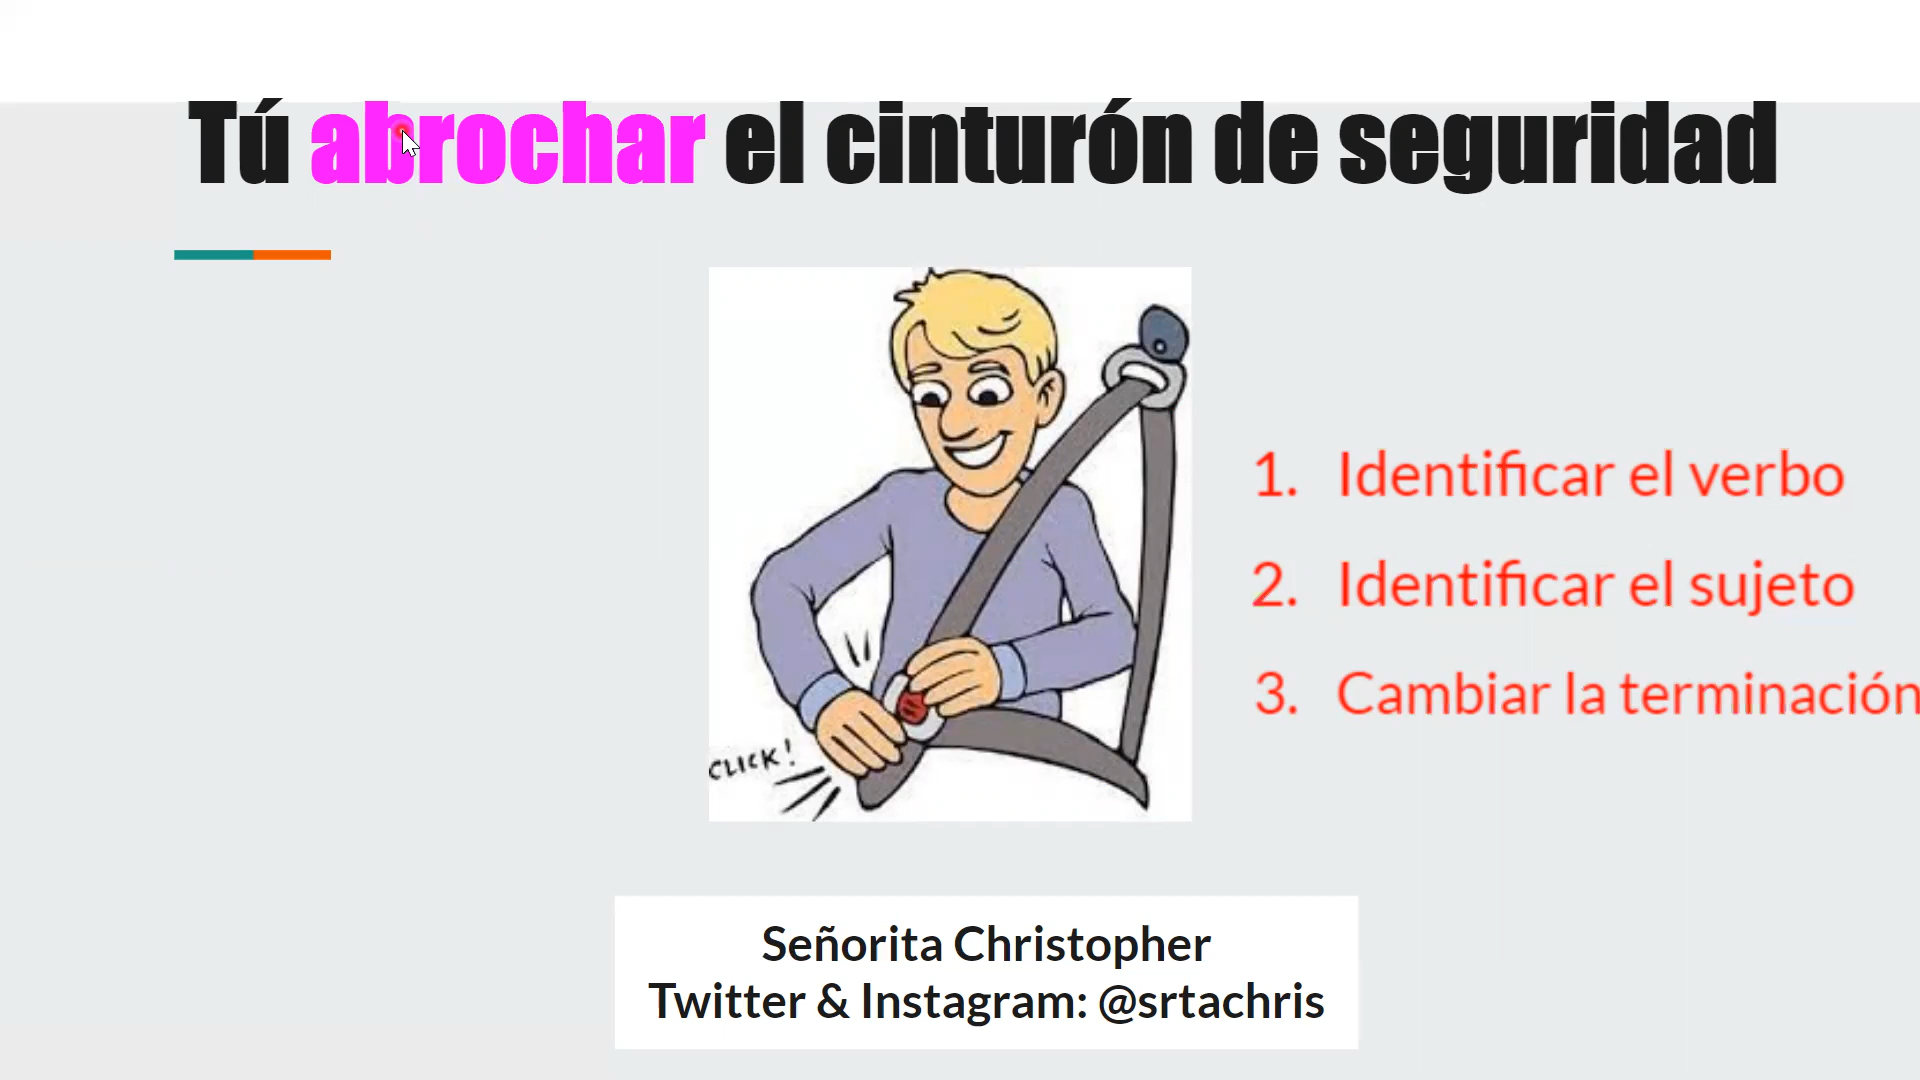 Tú abrochar el cinturón de seguridad
CLICK!
1. Identificar el verbo
2. Identificar el sujeto
3. Cambiar la terminación
Señorita Christopher
Twitter & Instagram: @srtachris